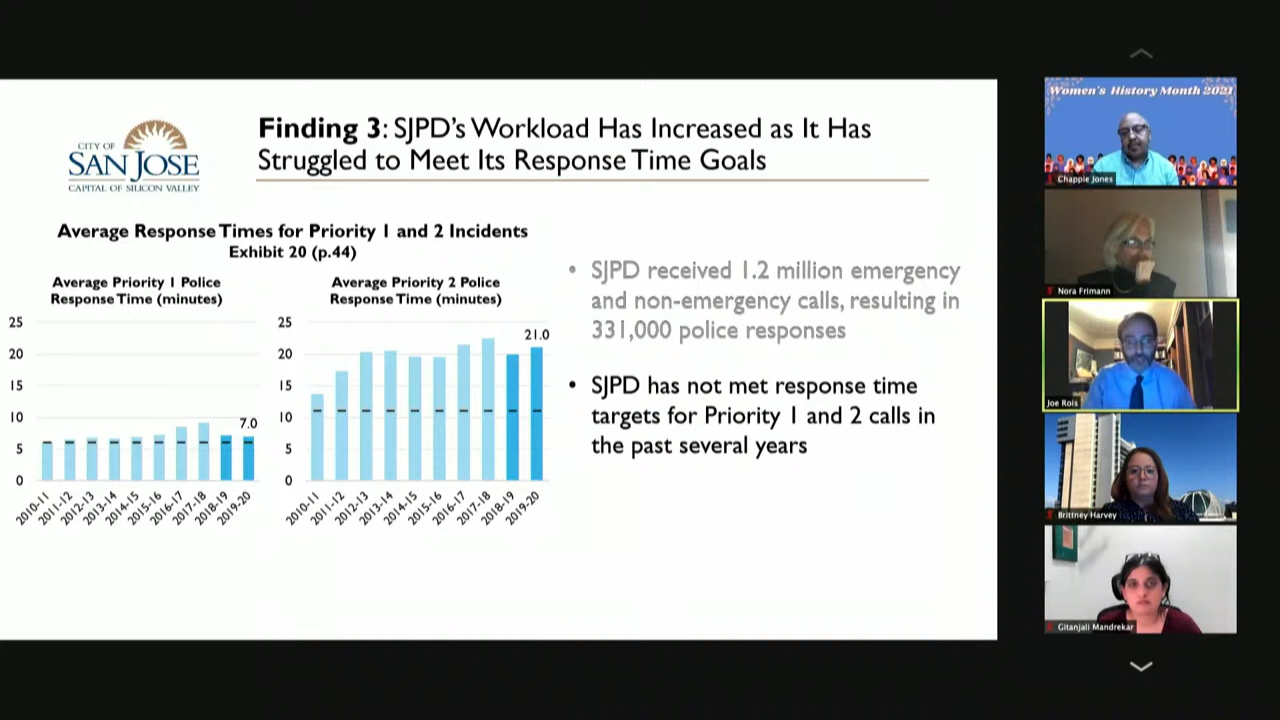 CITY OF
SAN JOSE
CAPITAL OF SILICON VALLEY
Finding 3: SJPD's Workload Has Increased as It Has
Struggled to Meet Its Response Time Goals
Average Response Times for Priority 1 and 2 Incidents
Exhibit 20 (p.44)
Average Priority 1 Police
Response Time (minutes)
25
20
15
10
5
0
7.0
2010-11
2011-12
2012-13
2013-14
2014-15
2015-16
2016-17
2017-18
2018-19
2019-20
Average Priority 2 Police
Response Time (minutes)
25
20
15
10
5
0
21.0
2010-11
2011-12
2012-13
2013-14
2014-15
2015-16
2016-17
2017-18
2018-19
2019-20
• SJPD received 1.2 million emergency
and non-emergency calls, resulting in
331,000 police responses
• SJPD has not met response time
targets for Priority 1 and 2 calls in
the past several years
Women's History Month 2021
Chappie Jones
Nora Frimann
Joe Rois
Brittney Harvey
Gitanjali Mandrekar